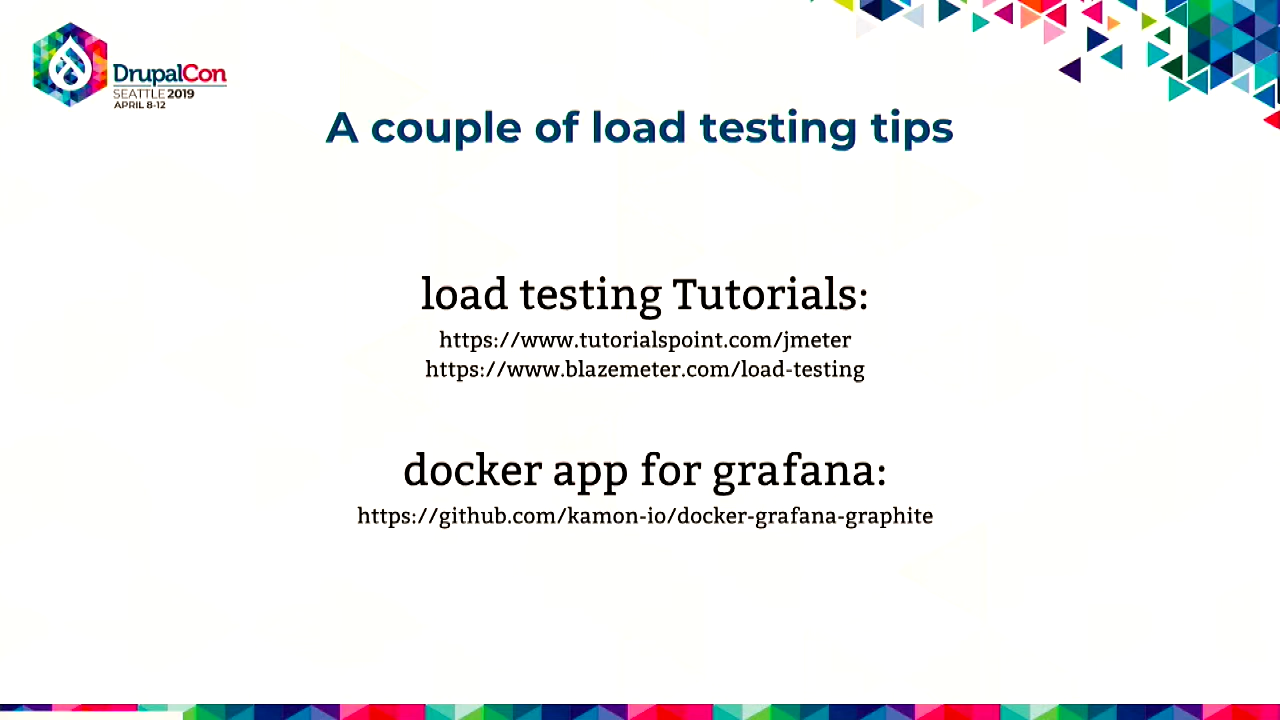 DrupalCon
SEATTLE 2019
APRIL 8-12
A couple of load testing tips
load testing Tutorials:
https://www.tutorialspoint.com/jmeter
https://www.blazemeter.com/load-testing
docker app for grafana:
https://github.com/kamon-io/docker-grafana-graphite